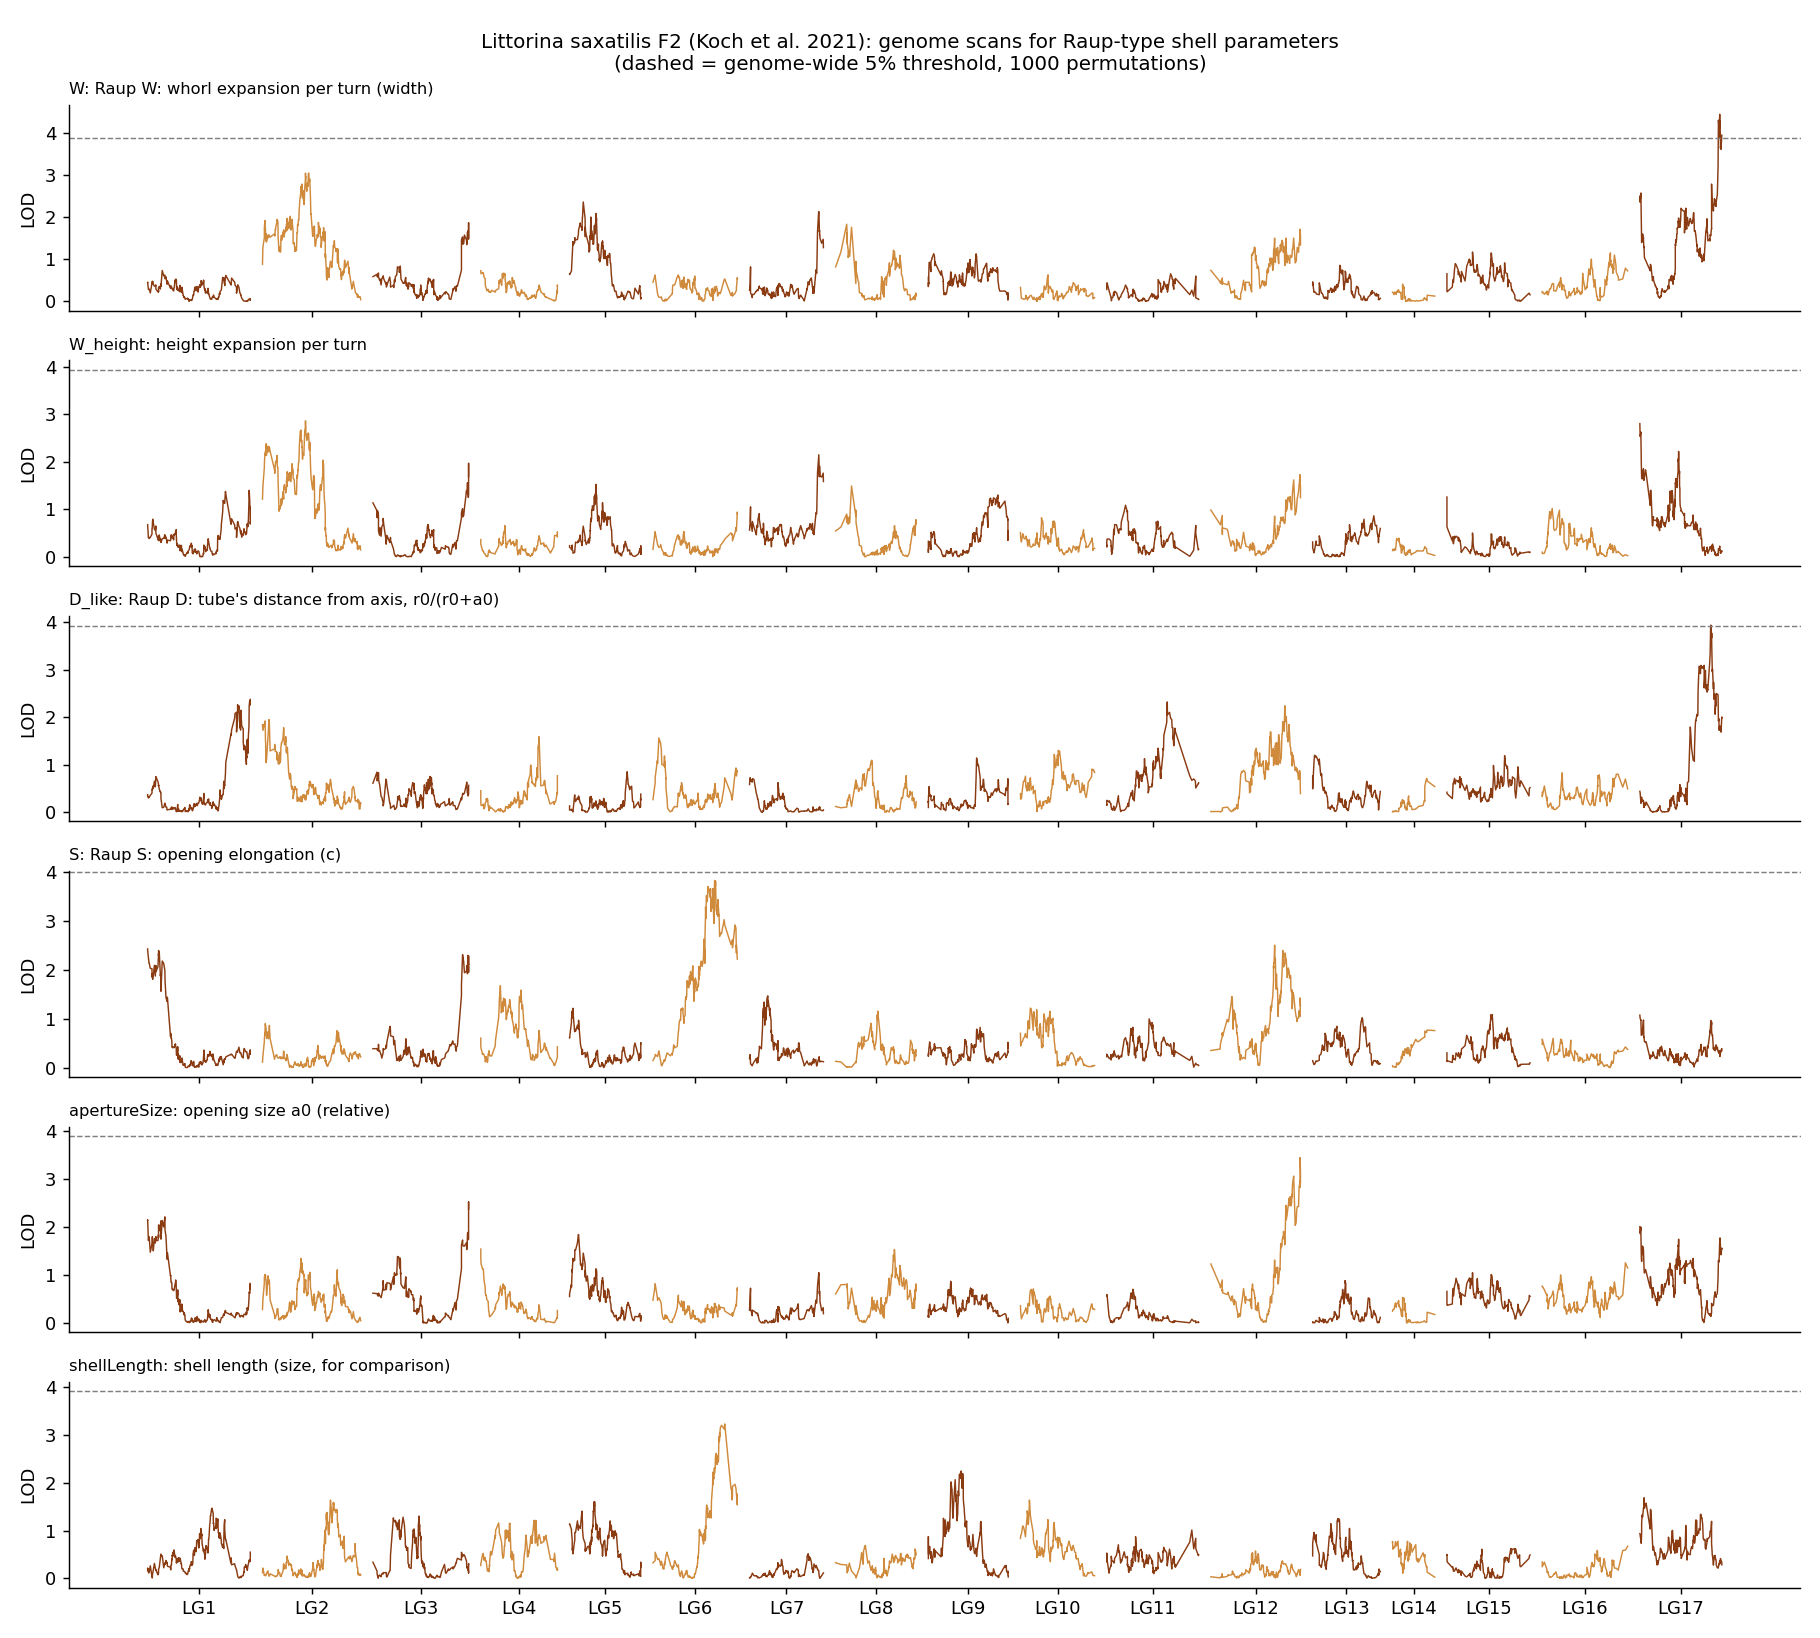 Littorina saxatilis F2 (Koch et al. 2021): genome scans for Raup-type shell parameters
(dashed = genome-wide 5% threshold, 1000 permutations)
W: Raup W: whorl expansion per turn (width)
LOD
4
3
2
1
0
W_height: height expansion per turn
LOD
4
3
2
1
0
D_like: Raup D: tube's distance from axis, r0/(r0+a0)
LOD
4
3
2
1
0
S: Raup S: opening elongation (c)
LOD
4
3
2
1
0
apertureSize: opening size a0 (relative)
LOD
4
3
2
1
0
shellLength: shell length (size, for comparison)
LOD
4
3
2
1
0
LG1 LG2 LG3 LG4 LG5 LG6 LG7 LG8 LG9 LG10 LG11 LG12 LG13 LG14 LG15 LG16 LG17